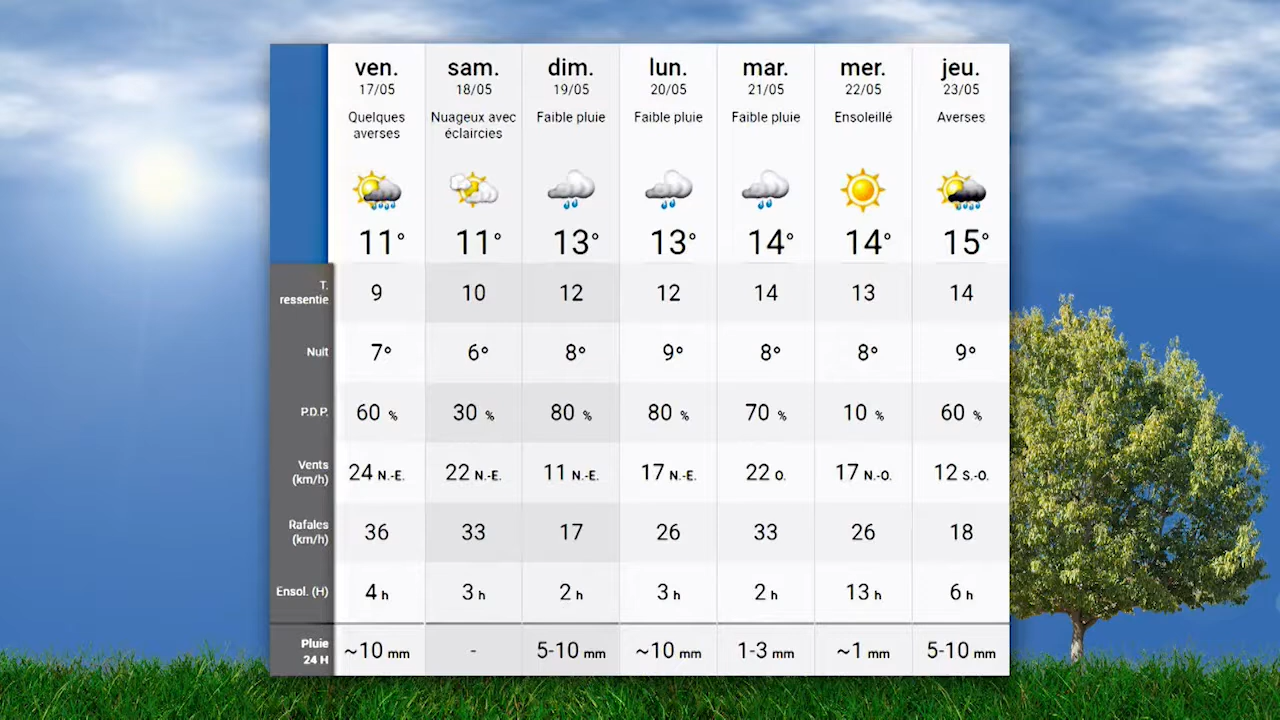 ven. sam. dim. lun. mar. mer. jeu.
17/05 18/05 19/05 20/05 21/05 22/05 23/05
Quelques Nuageux avec Faible pluie Faible pluie Faible pluie Ensoleillé Averses
averses éclaircies
11° 11° 13° 13° 14° 14° 15°
T.
ressentie 9 10 12 12 14 13 14
Nuit 7° 6° 8° 9° 8° 8° 9°
P.D.P. 60 % 30 % 80 % 80 % 70 % 10 % 60 %
Vents
(km/h) 24 N.-E. 22 N.-E. 11 N.-E. 17 N.-E. 22 O. 17 N.-O. 12 S.-O.
Rafales
(km/h) 36 33 17 26 33 26 18
Ensol. (H) 4 h 3 h 2 h 3 h 2 h 13 h 6 h
Pluie
24 H ~10 mm - 5-10 mm ~10 mm 1-3 mm ~1 mm 5-10 mm